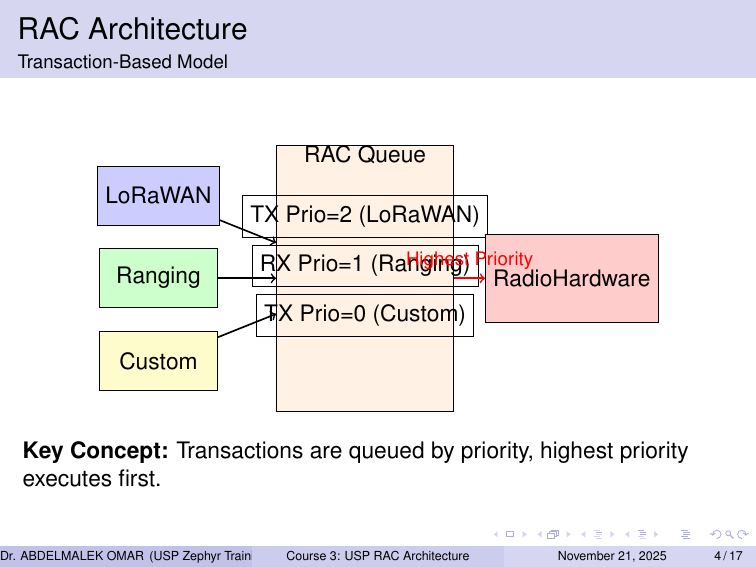 RAC Architecture
Transaction-Based Model
RAC Queue
LoRaWAN
TX Prio=2 (LoRaWAN)
Ranging
RX Prio=1 (Ranging)
Highest Priority
RadioHardware
TX Prio=0 (Custom)
Custom
Key Concept: Transactions are queued by priority, highest priority
executes first.
Dr. ABDELMALEK OMAR (USP Zephyr Traini
Course 3: USP RAC Architecture
November 21, 2025
4 / 17